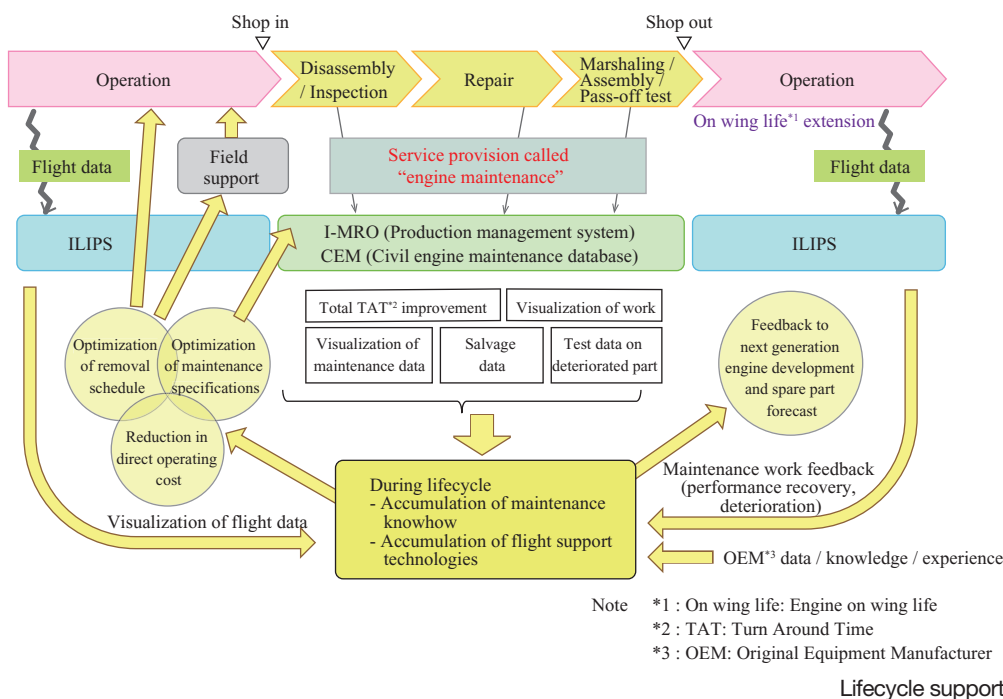 Shop in
Shop out
Operation
Disassembly
/ Inspection
Repair
Marshaling /
Assembly /
Pass-off test
Operation
On wing life*1 extension
Flight data
Field
support
Service provision called
“engine maintenance”
Flight data
ILIPS
I-MRO (Production management system)
CEM (Civil engine maintenance database)
ILIPS
Total TAT*2 improvement
Visualization of work
Visualization of
maintenance data
Salvage
data
Test data on
deteriorated part
Optimization
of removal
schedule
Optimization
of maintenance
specifications
Reduction in
direct operating
cost
Feedback to
next generation
engine development
and spare part
forecast
During lifecycle
- Accumulation of maintenance
knowhow
- Accumulation of flight support
technologies
Visualization of flight data
Maintenance work feedback
(performance recovery,
deterioration)
OEM*3 data / knowledge / experience
Note *1 : On wing life: Engine on wing life
*2 : TAT: Turn Around Time
*3 : OEM: Original Equipment Manufacturer
Lifecycle support